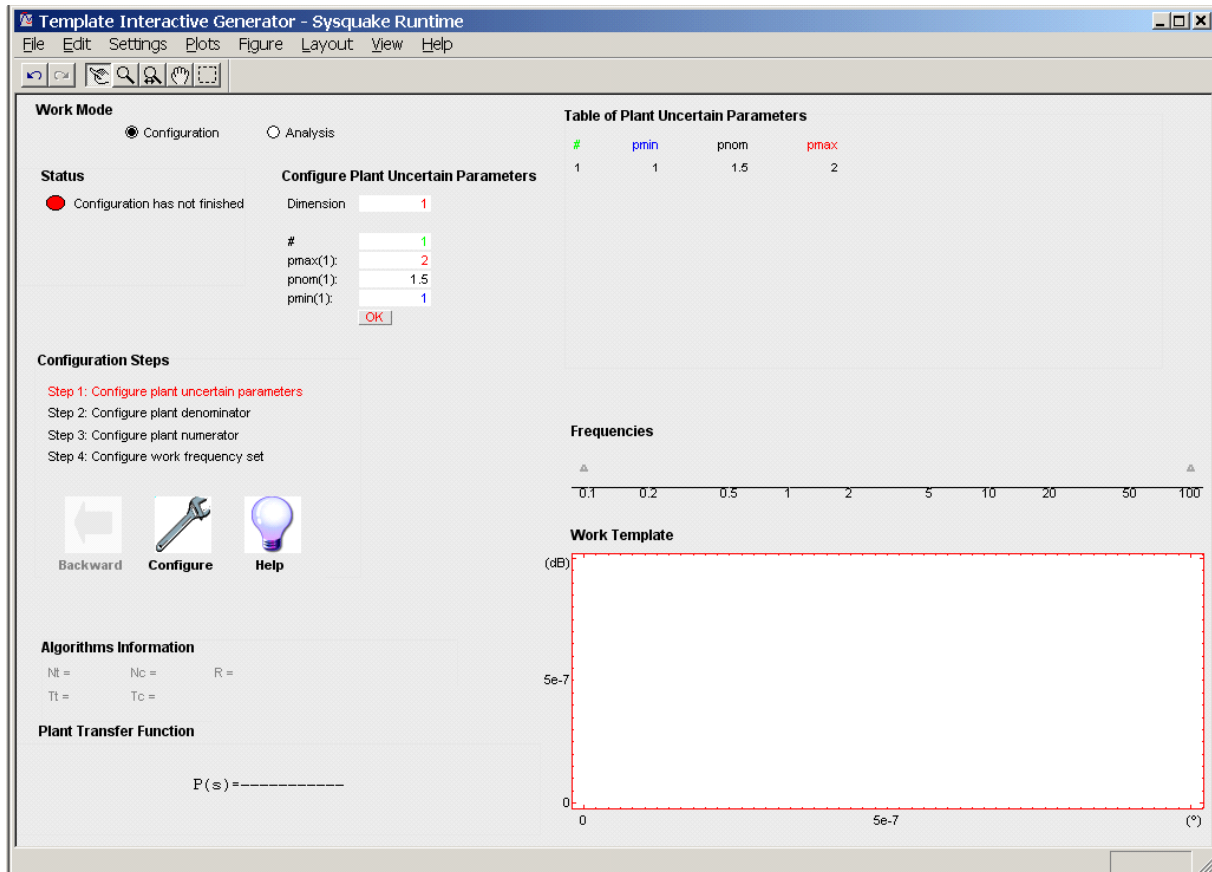 Template Interactive Generator - Sysquake Runtime
File Edit Settings Plots Figure Layout View Help
Work Mode
Configuration Analysis
Status
Configuration has not finished
Configure Plant Uncertain Parameters
Dimension 1
# 1
pmax(1): 2
pnom(1): 1.5
pmin(1): 1
OK
Table of Plant Uncertain Parameters
# pmin pnom pmax
1 1 1.5 2
Configuration Steps
Step 1: Configure plant uncertain parameters
Step 2: Configure plant denominator
Step 3: Configure plant numerator
Step 4: Configure work frequency set
Backward Configure Help
Frequencies
0.1 0.2 0.5 1 2 5 10 20 50 100
Work Template
(dB)
5e-7
0
0 5e-7 (º)
Algorithms Information
Nt = Nc = R =
Tt = Tc =
Plant Transfer Function
P(s)=-----------